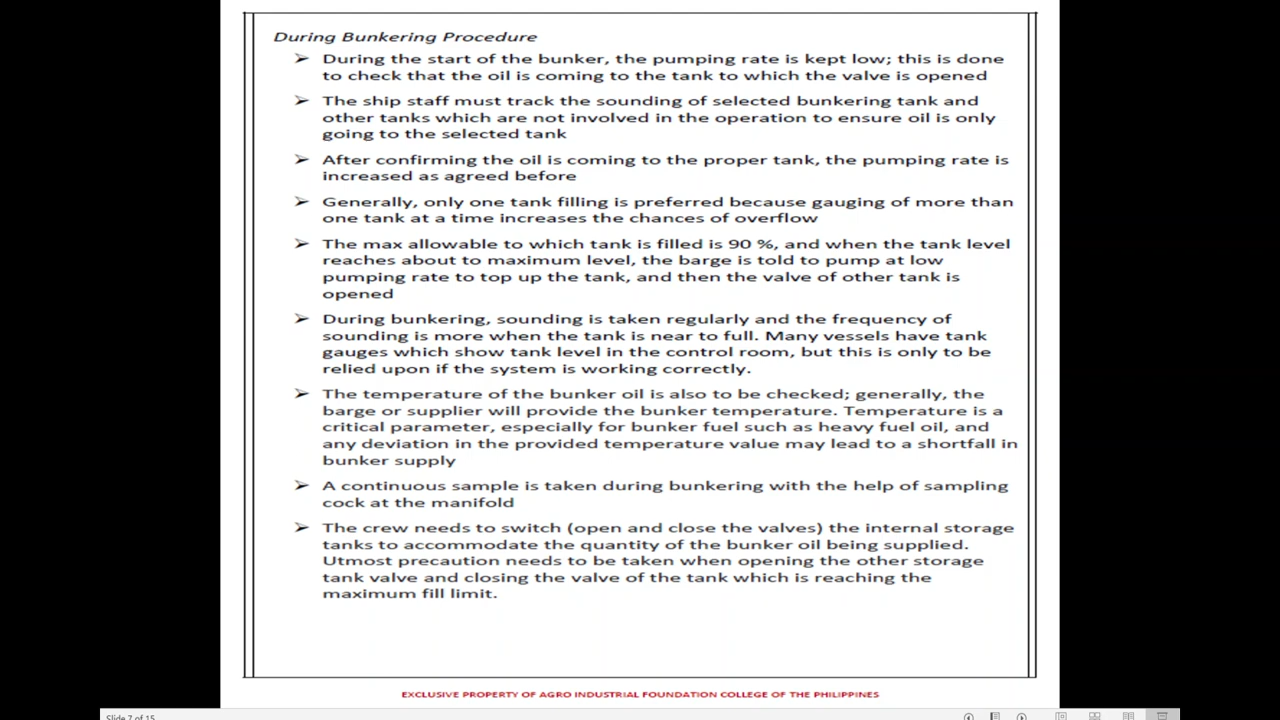 During Bunkering Procedure
➢ During the start of the bunker, the pumping rate is kept low; this is done
to check that the oil is coming to the tank to which the valve is opened
➢ The ship staff must track the sounding of selected bunkering tank and
other tanks which are not involved in the operation to ensure oil is only
going to the selected tank
➢ After confirming the oil is coming to the proper tank, the pumping rate is
increased as agreed before
➢ Generally, only one tank filling is preferred because gauging of more than
one tank at a time increases the chances of overflow
➢ The max allowable to which tank is filled is 90 %, and when the tank level
reaches about to maximum level, the barge is told to pump at low
pumping rate to top up the tank, and then the valve of other tank is
opened
➢ During bunkering, sounding is taken regularly and the frequency of
sounding is more when the tank is near to full. Many vessels have tank
gauges which show tank level in the control room, but this is only to be
relied upon if the system is working correctly.
➢ The temperature of the bunker oil is also to be checked; generally, the
barge or supplier will provide the bunker temperature. Temperature is a
critical parameter, especially for bunker fuel such as heavy fuel oil, and
any deviation in the provided temperature value may lead to a shortfall in
bunker supply
➢ A continuous sample is taken during bunkering with the help of sampling
cock at the manifold
➢ The crew needs to switch (open and close the valves) the internal storage
tanks to accommodate the quantity of the bunker oil being supplied.
Utmost precaution needs to be taken when opening the other storage
tank valve and closing the valve of the tank which is reaching the
maximum fill limit.
EXCLUSIVE PROPERTY OF AGRO INDUSTRIAL FOUNDATION COLLEGE OF THE PHILIPPINES
Slide 7 of 15